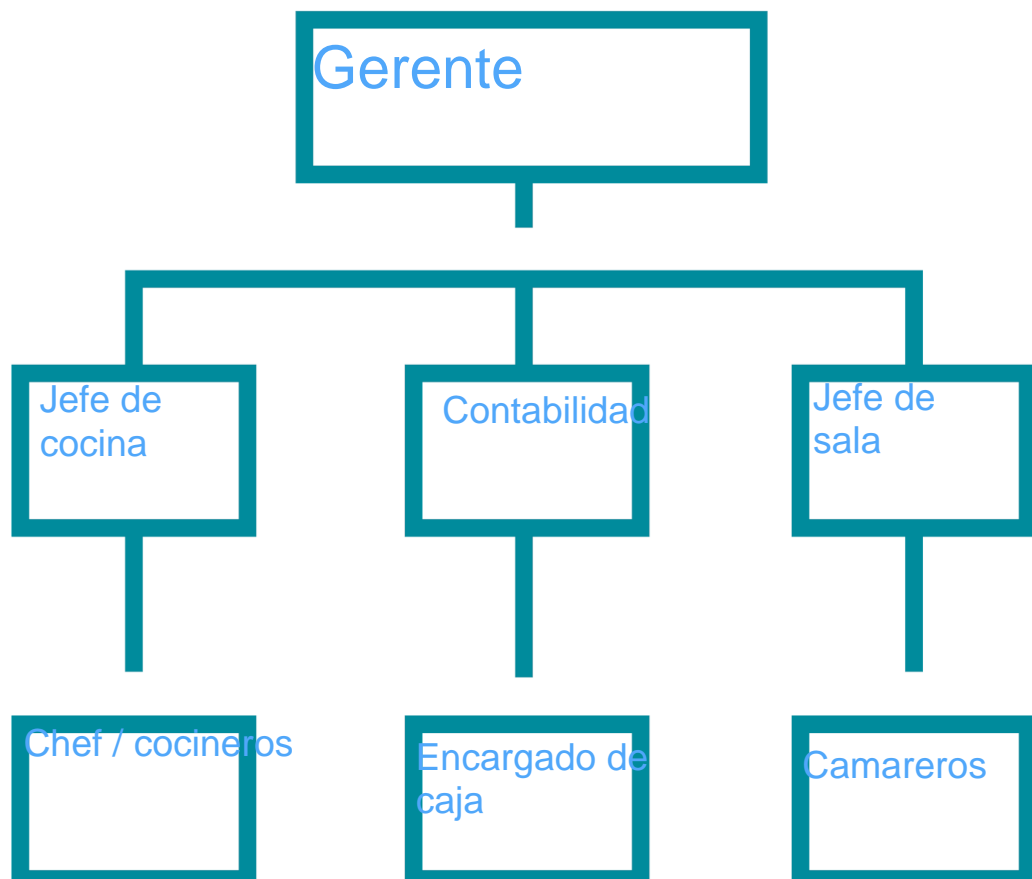 Gerente
Jefe de
cocina
Contabilidad
Jefe de
sala
Chef / cocineros
Encargado de
caja
Camareros